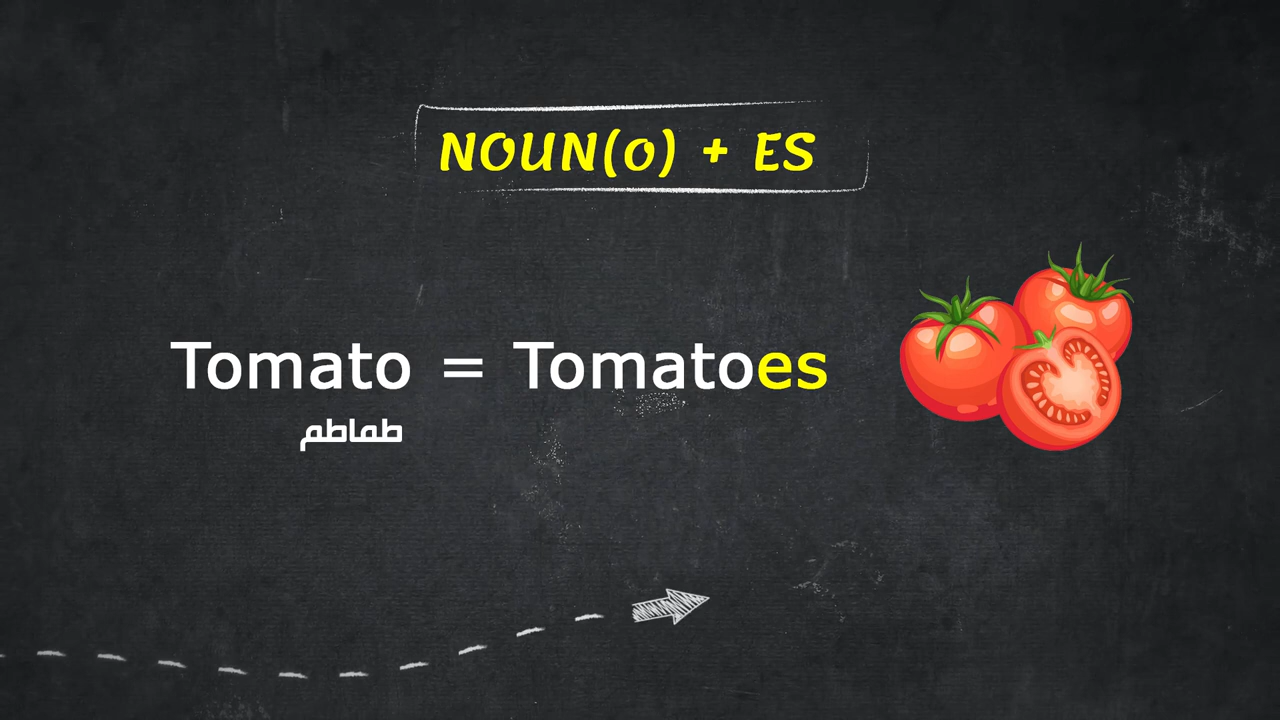 NOUN(O) + ES
Tomato = Tomatoes
طماطم